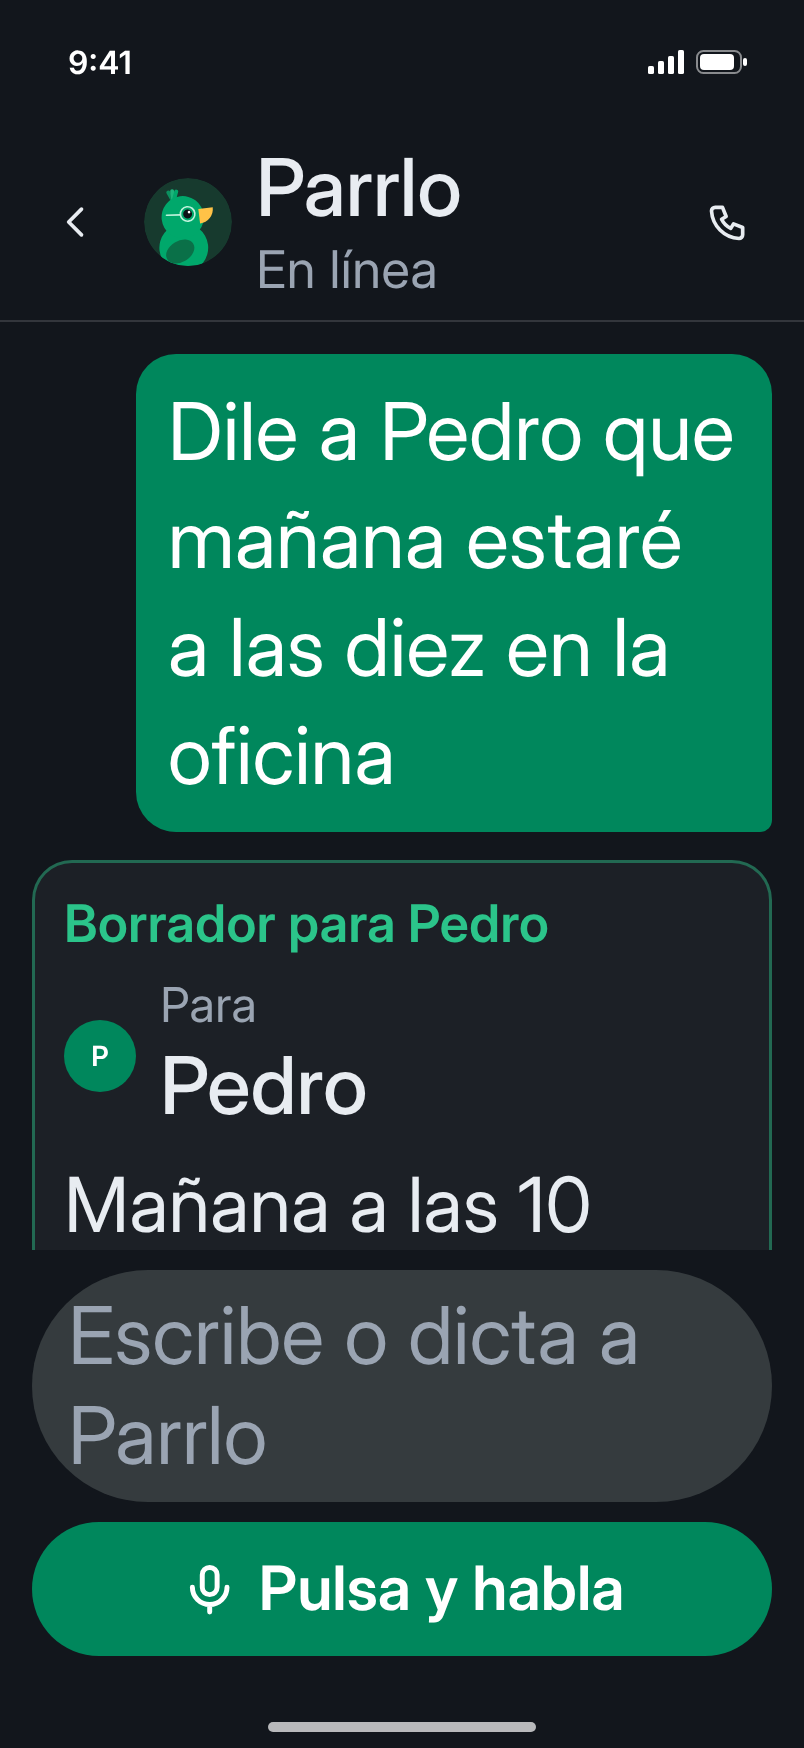 9:41
Parrlo
En línea
Dile a Pedro que
mañana estaré
a las diez en la
oficina
Borrador para Pedro
Para
P
Pedro
Mañana a las 10
Escribe o dicta a
Parrlo
Pulsa y habla